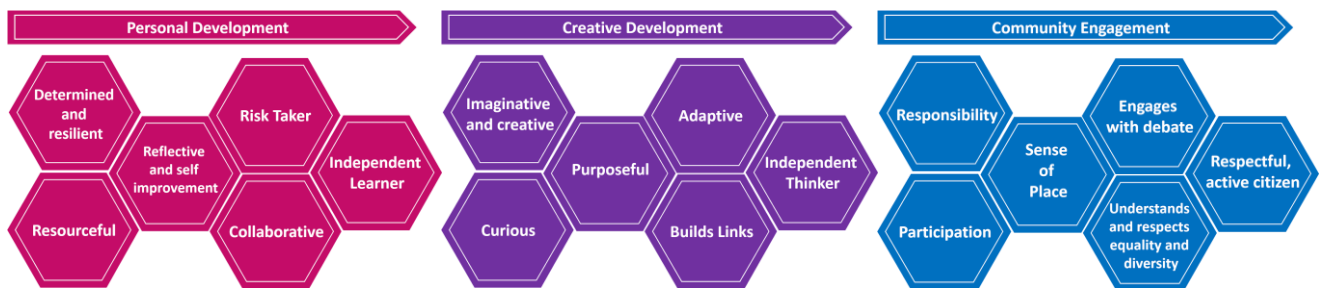 Personal Development
Determined
and
resilient
Resourceful
Reflective
and self
improvement
Risk Taker
Collaborative
Independent
Learner
Creative Development
Imaginative
and creative
Curious
Purposeful
Adaptive
Builds Links
Independent
Thinker
Community Engagement
Responsibility
Participation
Sense
of
Place
Engages
with debate
Understands
and respects
equality and
diversity
Respectful,
active citizen